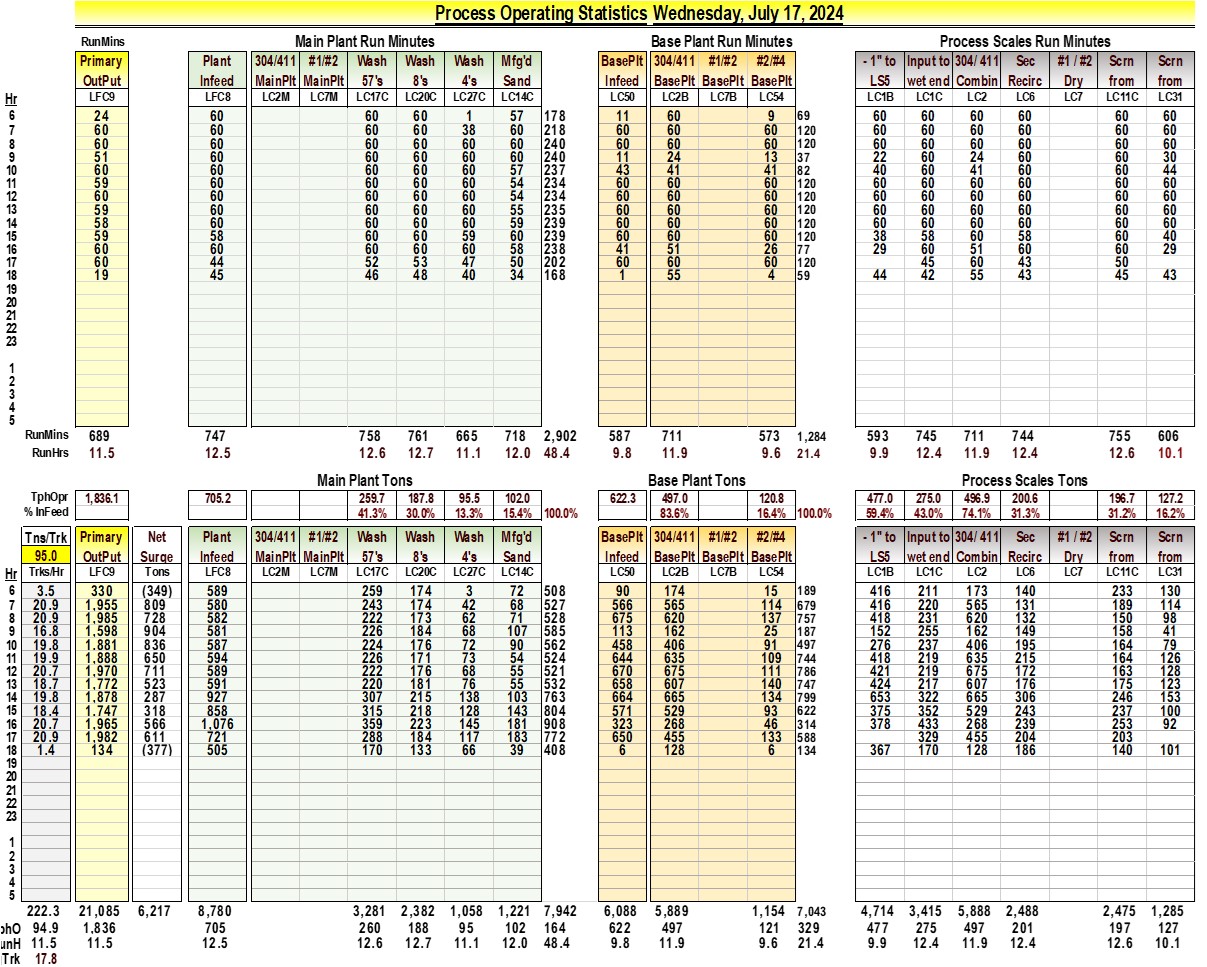 Process Operating Statistics Wednesday, July 17, 2024
RunMins Main Plant Run Minutes Base Plant Run Minutes Process Scales Run Minutes
Primary Plant 304/411 #1/#2 Wash Wash Wash Mfg'd BasePlt 304/411 #1/#2 #2/#4 - 1" to Input to 304/ 411 Sec #1 / #2 Scrn Scrn
OutPut Infeed MainPlt MainPlt 57's 8's 4's Sand Infeed BasePlt BasePlt BasePlt LS5 wet end Combin Recirc Dry from from
Hr LFC9 LFC8 LC2M LC7M LC17C LC20C LC27C LC14C LC50 LC2B LC7B LC54 LC1B LC1C LC2 LC6 LC7 LC11C LC31
6 24 60 60 60 1 57 178 11 60 9 69 60 60 60 60 60 60
7 60 60 60 60 38 60 218 60 60 60 120 60 60 60 60 60 60
8 60 60 60 60 60 60 240 60 60 60 120 60 60 60 60 60 60
9 51 60 60 60 60 60 240 11 24 13 37 22 60 24 60 60 30
10 60 60 60 60 60 57 237 43 41 41 82 40 60 41 60 60 44
11 59 60 60 60 60 54 234 60 60 60 120 60 60 60 60 60 60
12 60 60 60 60 60 54 234 60 60 60 120 60 60 60 60 60 60
13 59 60 60 60 60 55 235 60 60 60 120 60 60 60 60 60 60
14 58 60 60 60 60 59 239 60 60 60 120 60 60 60 60 60 60
15 59 58 60 60 59 60 239 60 60 60 120 38 58 60 58 60 40
16 60 60 60 60 60 58 238 41 51 26 77 29 60 51 60 60 29
17 60 44 52 53 47 50 202 60 60 60 120 45 60 43 50
18 19 45 46 48 40 34 168 1 55 4 59 44 42 55 43 45 43
19
20
21
22
23
1
2
3
4
5
RunMins 689 747 758 761 665 718 2,902 587 711 573 1,284 593 745 711 744 755 606
RunHrs 11.5 12.5 12.6 12.7 11.1 12.0 48.4 9.8 11.9 9.6 21.4 9.9 12.4 11.9 12.4 12.6 10.1
Main Plant Tons Base Plant Tons Process Scales Tons
TphOpr 1,836.1 705.2 259.7 187.8 95.5 102.0 622.3 497.0 120.8 477.0 275.0 496.9 200.6 196.7 127.2
% InFeed 41.3% 30.0% 13.3% 15.4% 100.0% 83.6% 16.4% 100.0% 59.4% 43.0% 74.1% 31.3% 31.2% 16.2%
Tns/Trk Primary Net Plant 304/411 #1/#2 Wash Wash Wash Mfg'd BasePlt 304/411 #1/#2 #2/#4 - 1" to Input to 304/ 411 Sec #1 / #2 Scrn Scrn
95.0 OutPut Surge Infeed MainPlt MainPlt 57's 8's 4's Sand Infeed BasePlt BasePlt BasePlt LS5 wet end Combin Recirc Dry from from
Hr Trks/Hr LFC9 Tons LFC8 LC2M LC7M LC17C LC20C LC27C LC14C LC50 LC2B LC7B LC54 LC1B LC1C LC2 LC6 LC7 LC11C LC31
6 3.5 330 (349) 589 259 174 3 72 508 90 174 15 189 416 211 173 140 233 130
7 20.9 1,955 809 580 243 174 42 68 527 566 565 114 679 416 220 565 131 189 114
8 20.9 1,985 728 582 222 173 62 71 528 675 620 137 757 418 231 620 132 150 98
9 16.8 1,598 904 581 226 184 68 107 585 113 162 25 187 152 255 162 149 158 41
10 19.8 1,881 836 587 224 176 72 90 562 458 406 91 497 276 237 406 195 164 79
11 19.9 1,888 650 594 226 171 73 54 524 644 635 109 744 418 219 635 215 164 126
12 20.7 1,970 711 589 222 176 68 55 521 670 675 111 786 421 219 675 172 163 128
13 18.7 1,772 523 591 220 181 76 55 532 658 607 140 747 424 217 607 176 175 123
14 19.8 1,878 287 927 307 215 138 103 763 664 665 134 799 653 322 665 306 246 153
15 18.4 1,747 318 858 315 218 128 143 804 571 529 93 622 375 352 529 243 237 100
16 20.7 1,965 566 1,076 359 223 145 181 908 323 268 46 314 378 433 268 239 253 92
17 20.9 1,982 611 721 288 184 117 183 772 650 455 133 588 329 455 204 203
18 1.4 134 (377) 505 170 133 66 39 408 6 128 6 134 367 170 128 186 140 101
19
20
21
22
23
1
2
3
4
5
222.3 21,085 6,217 8,780 3,281 2,382 1,058 1,221 7,942 6,088 5,889 1,154 7,043 4,714 3,415 5,888 2,488 2,475 1,285
phO 94.9 1,836 705 260 188 95 102 164 622 497 121 329 477 275 497 201 197 127
unH 11.5 11.5 12.5 12.6 12.7 11.1 12.0 48.4 9.8 11.9 9.6 21.4 9.9 12.4 11.9 12.4 12.6 10.1
Trk 17.8